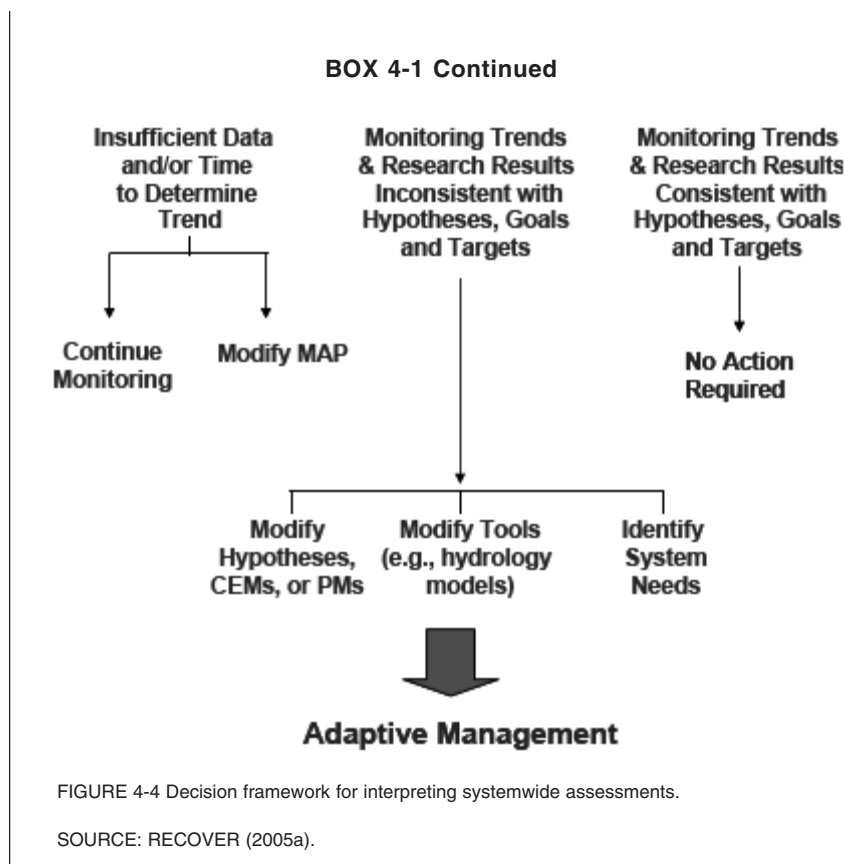 BOX 4-1 Continued
Insufficient Data
and/or Time
to Determine
Trend
Monitoring Trends
& Research Results
Inconsistent with
Hypotheses, Goals
and Targets
Monitoring Trends
& Research Results
Consistent with
Hypotheses, Goals
and Targets
Continue
Monitoring
Modify MAP
No Action
Required
Modify
Hypotheses,
CEMs, or PMs
Modify Tools
(e.g., hydrology
models)
Identify
System
Needs
Adaptive Management
FIGURE 4-4 Decision framework for interpreting systemwide assessments.
SOURCE: RECOVER (2005a).